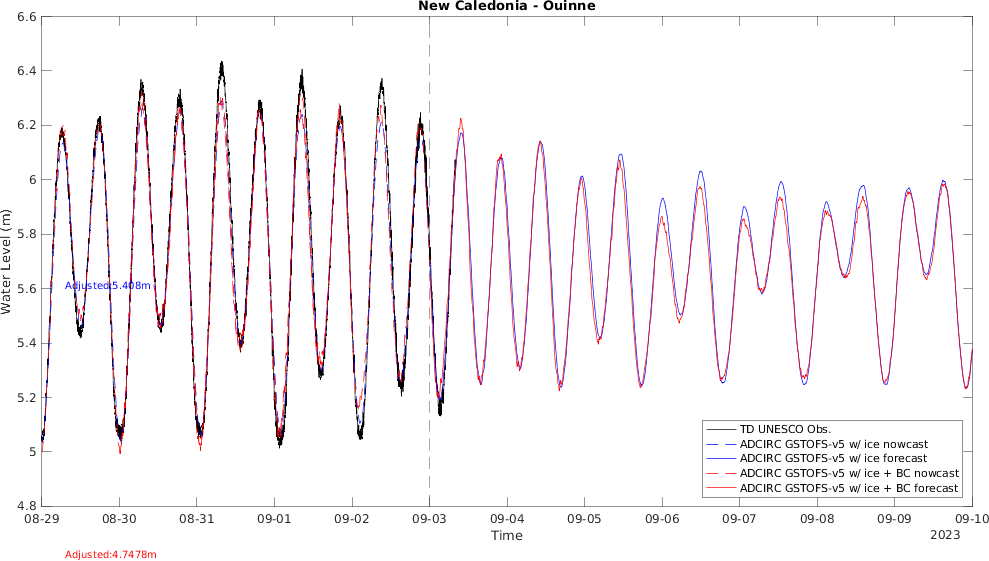 New Caledonia - Ouinne
6.6
6.4
6.2
6
5.8
5.6
5.4
5.2
5
4.8
Water Level (m)
Adjusted:5.408m
TD UNESCO Obs.
ADCIRC GSTOFS-v5 w/ ice nowcast
ADCIRC GSTOFS-v5 w/ ice forecast
ADCIRC GSTOFS-v5 w/ ice + BC nowcast
ADCIRC GSTOFS-v5 w/ ice + BC forecast
08-29 08-30 08-31 09-01 09-02 09-03 09-04 09-05 09-06 09-07 09-08 09-09 09-10
Time
2023
Adjusted:4.7478m